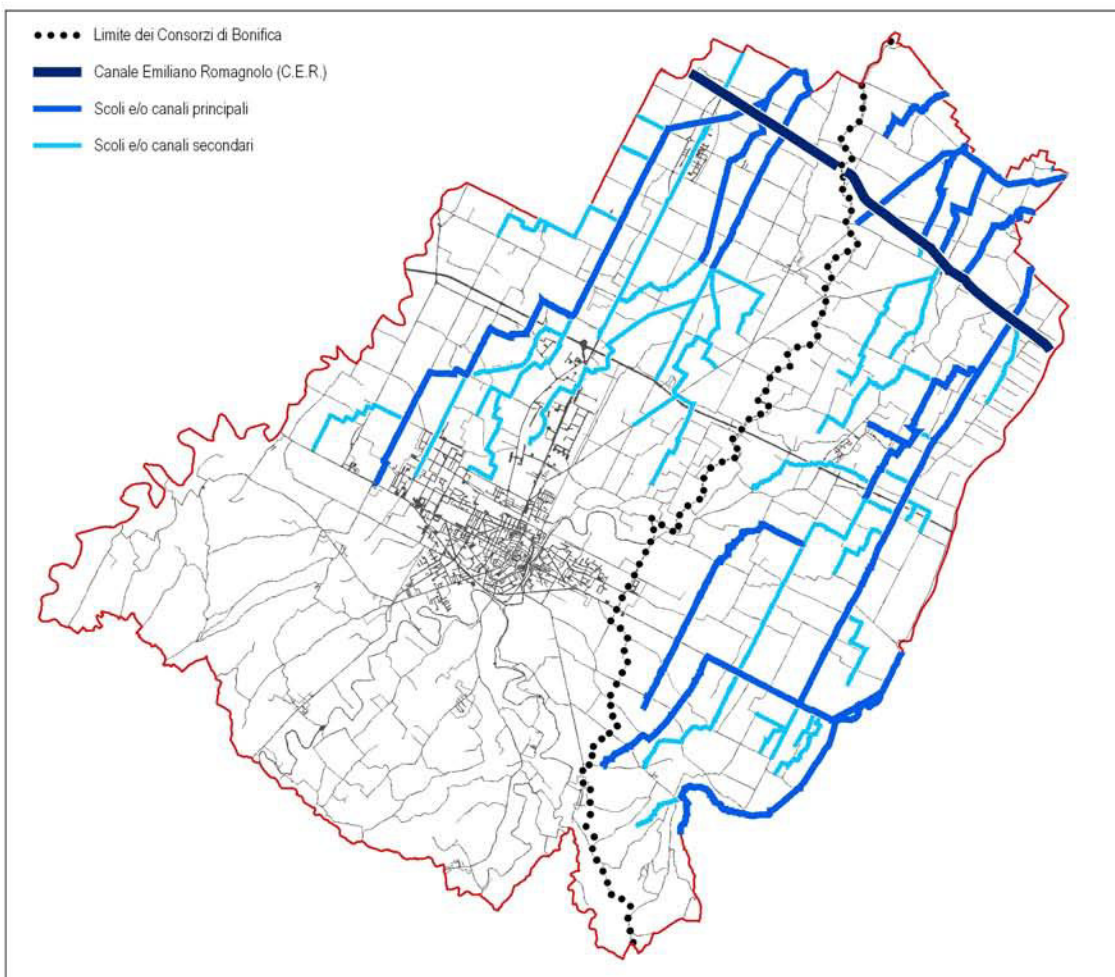 Limite dei Consorzi di Bonifica
Canale Emiliano Romagnolo (C.E.R.)
Scoli e/o canali principali
Scoli e/o canali secondari